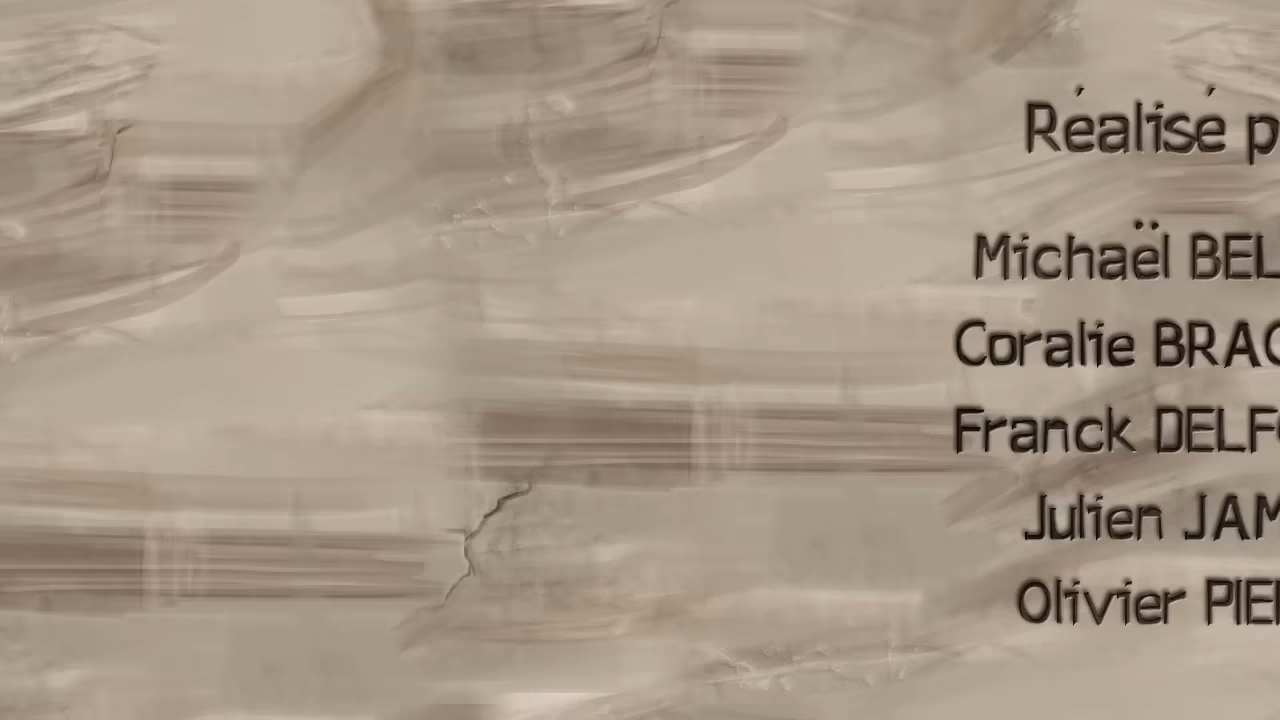 Réalisé p
Michaël BEL
Coralie BRAC
Franck DELF
Julien JAM
Olivier PIE